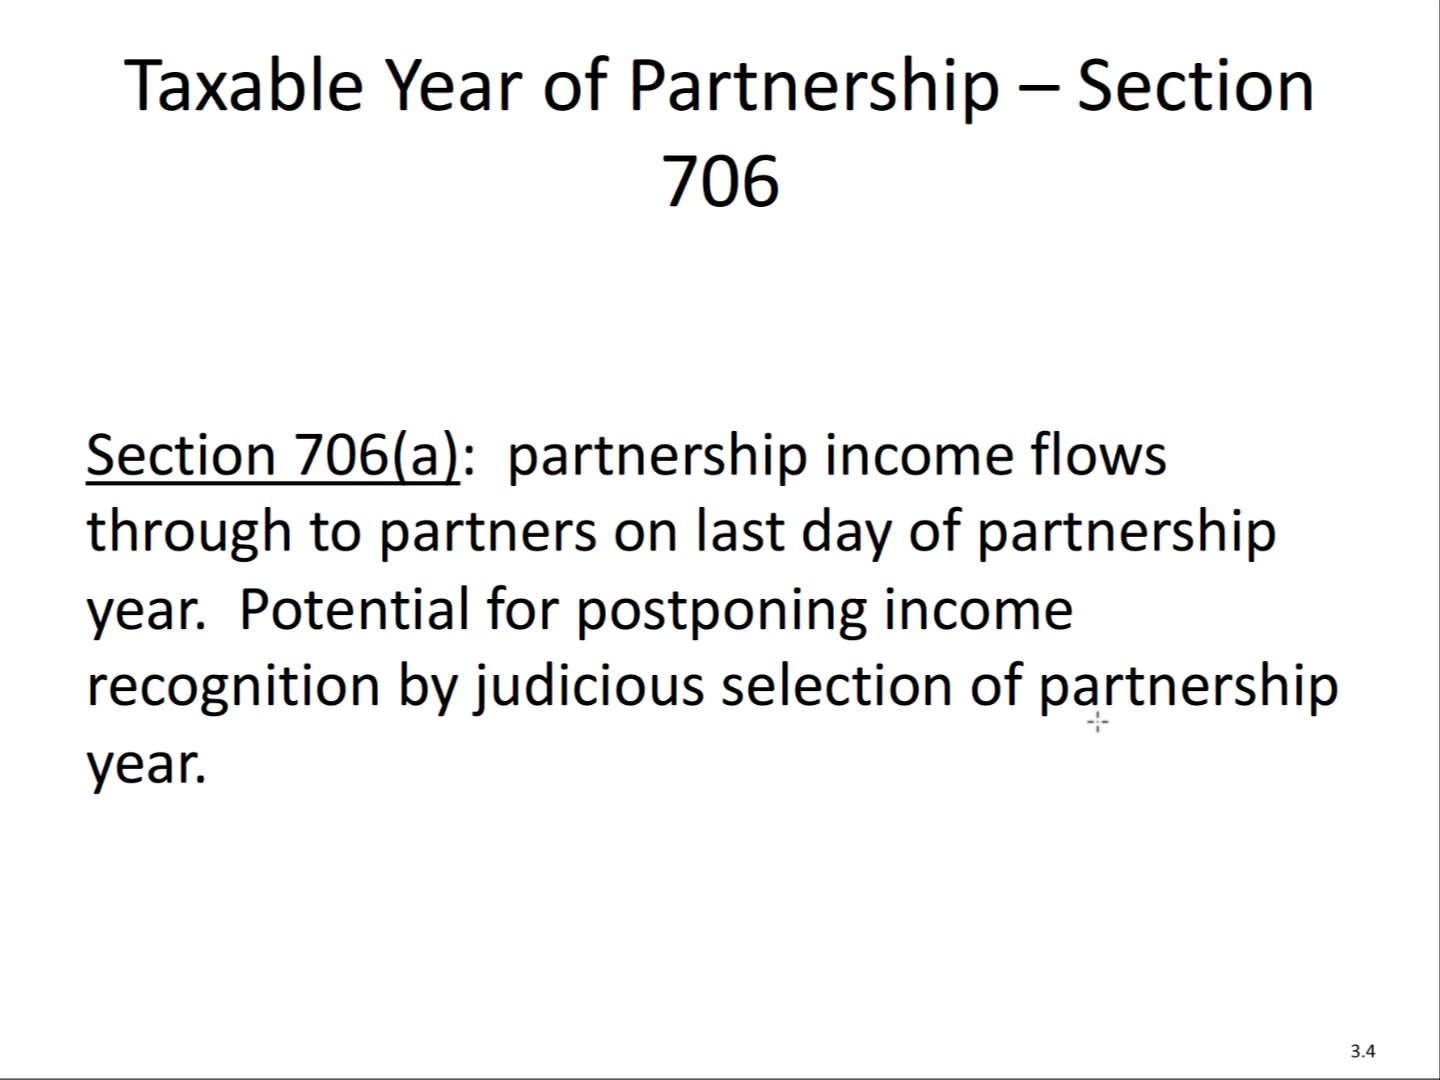 Taxable Year of Partnership – Section
706
Section 706(a):  partnership income flows
through to partners on last day of partnership
year.  Potential for postponing income
recognition by judicious selection of partnership
year.
3.4